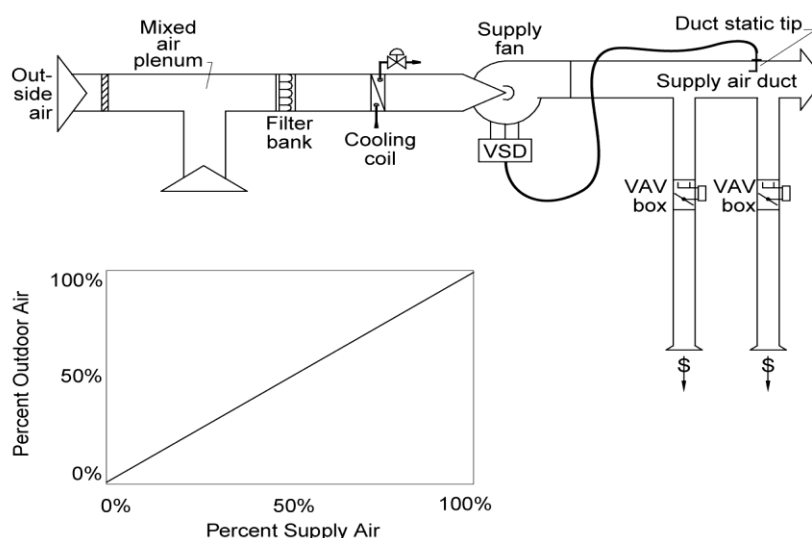 Mixed
air
plenum
Supply
fan
Duct static tip
Out-
side
air
Supply air duct
Filter
bank
Cooling
coil
VSD
VAV
box
VAV
box
S
S
100%
50%
0%
Percent Outdoor Air
0%
50%
100%
Percent Supply Air